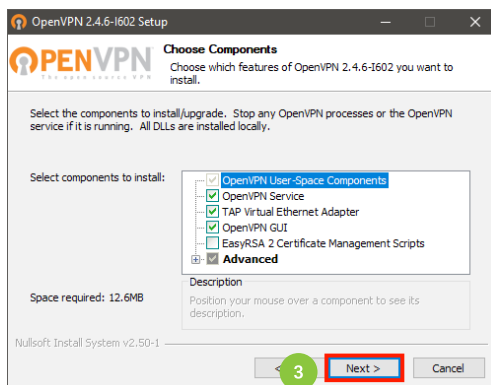 OpenVPN 2.4.6-I602 Setup
OPENVPN
The open source VPN
Choose Components
Choose which features of OpenVPN 2.4.6-I602 you want to
install.
Select the components to install/upgrade. Stop any OpenVPN processes or the OpenVPN
service if it is running. All DLLs are installed locally.
Select components to install:
OpenVPN User-Space Components
OpenVPN Service
TAP Virtual Ethernet Adapter
OpenVPN GUI
EasyRSA 2 Certificate Management Scripts
Advanced
Space required: 12.6MB
Description
Position your mouse over a component to see its
description.
Nullsoft Install System v2.50-1
< 3 Next > Cancel